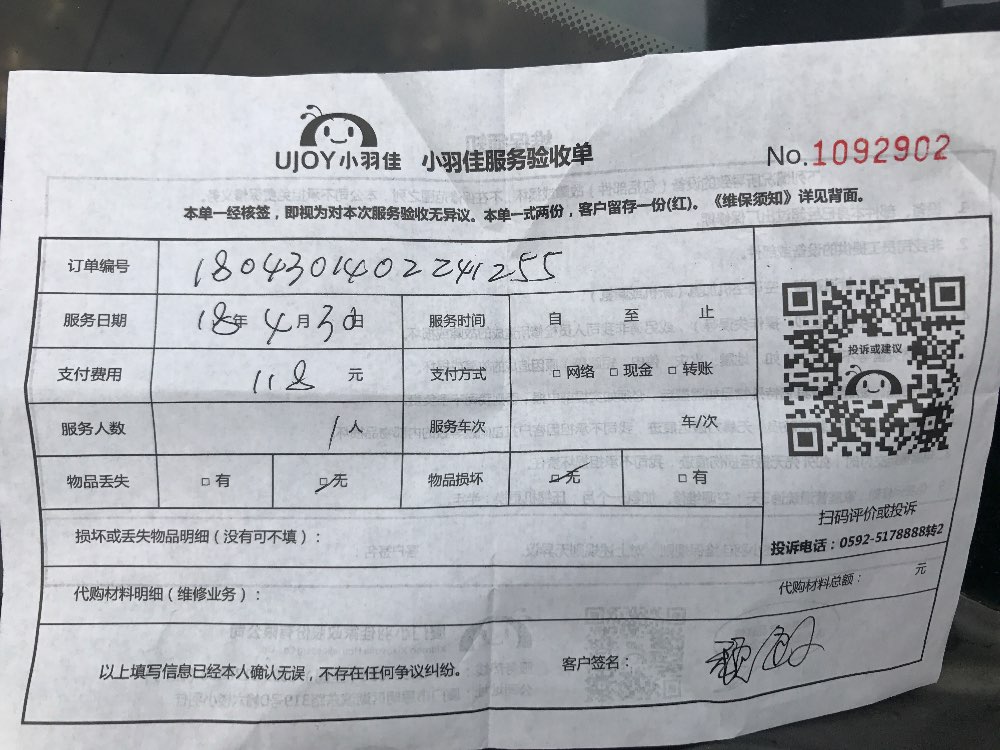 UJOY小羽佳 小羽佳服务验收单 No.1092902
本单一经核签，即视为对本次服务验收无异议。本单一式两份，客户留存一份(红)。《维保须知》详见背面。
订单编号 1804301402241255
服务日期 18年4月30日 服务时间 自 至 止
投诉或建议
支付费用 118 元 支付方式 □网络 □现金 □转账
服务人数 1人 服务车次 车/次
物品丢失 □有 ☑无 物品损坏 ☑无 □有
扫码评价或投诉
损坏或丢失物品明细（没有可不填）：
投诉电话：0592-5178888转2
代购材料明细（维修业务）： 代购材料总额： 元
以上填写信息已经本人确认无误，不存在任何争议纠纷。 客户签名：